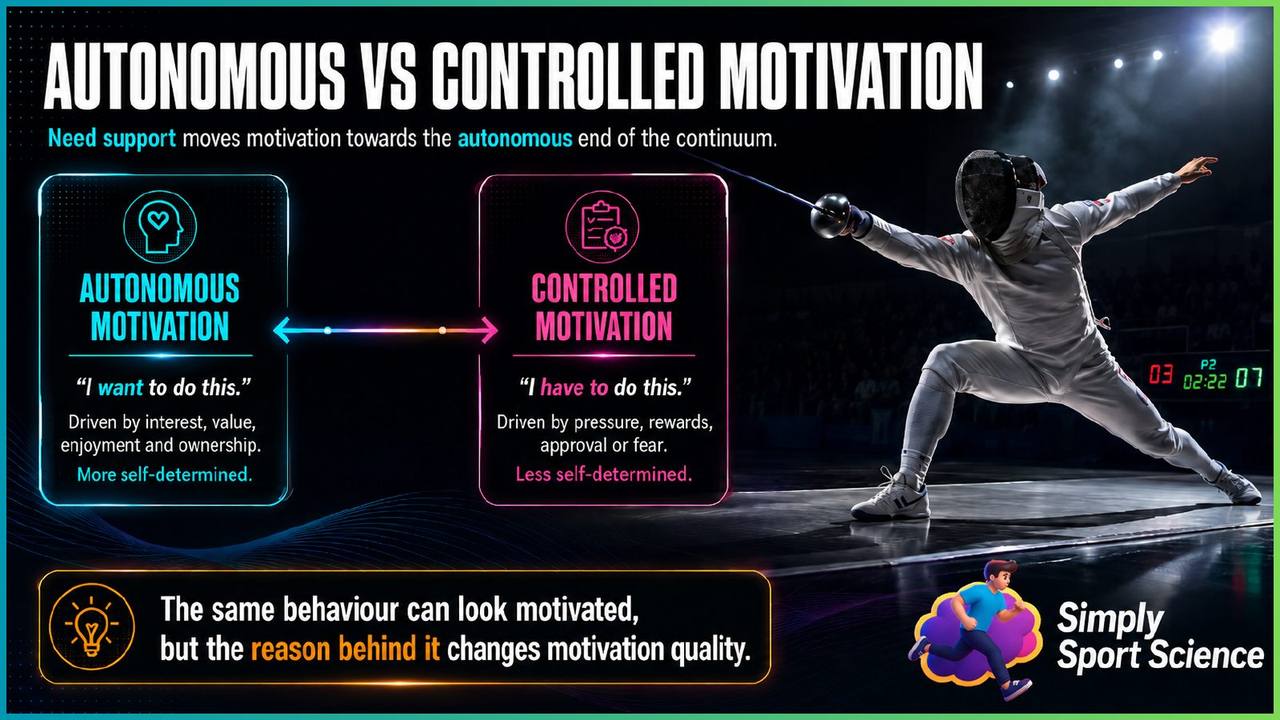 AUTONOMOUS VS CONTROLLED MOTIVATION
Need support moves motivation towards the autonomous end of the continuum.
AUTONOMOUS
MOTIVATION
“I want to do this.”
Driven by interest, value,
enjoyment and ownership.
More self-determined.
CONTROLLED
MOTIVATION
“I have to do this.”
Driven by pressure, rewards,
approval or fear.
Less self-determined.
03
P2
02:22
07
The same behaviour can look motivated,
but the reason behind it changes motivation quality.
Simply
Sport Science